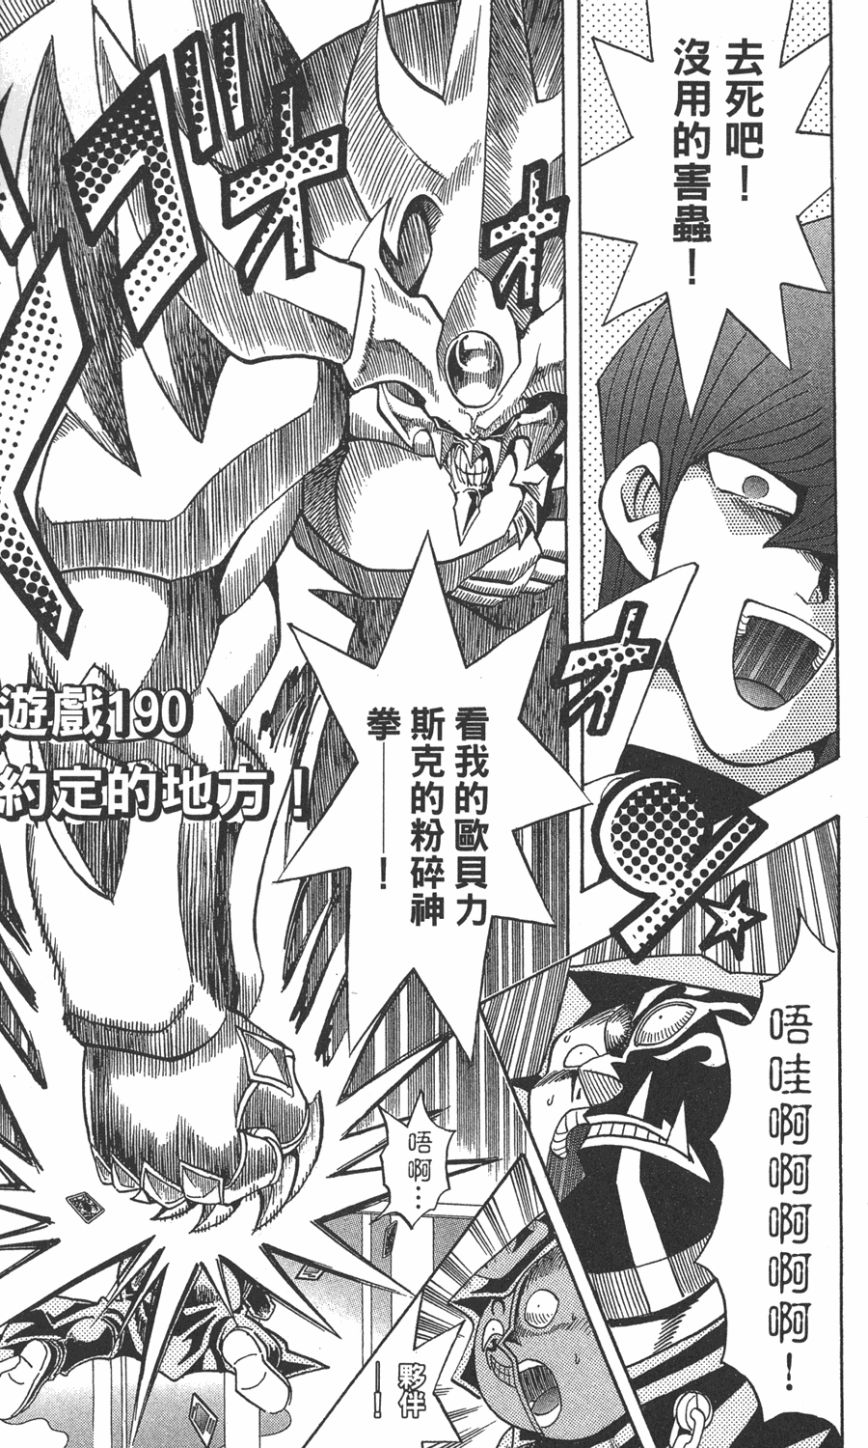 去死吧！
沒用的害蟲！
看我的歐貝力
斯克的粉碎神
拳——！
遊戲190
約定的地方！
唔哇啊啊啊啊啊！
唔啊…
夥伴
—！